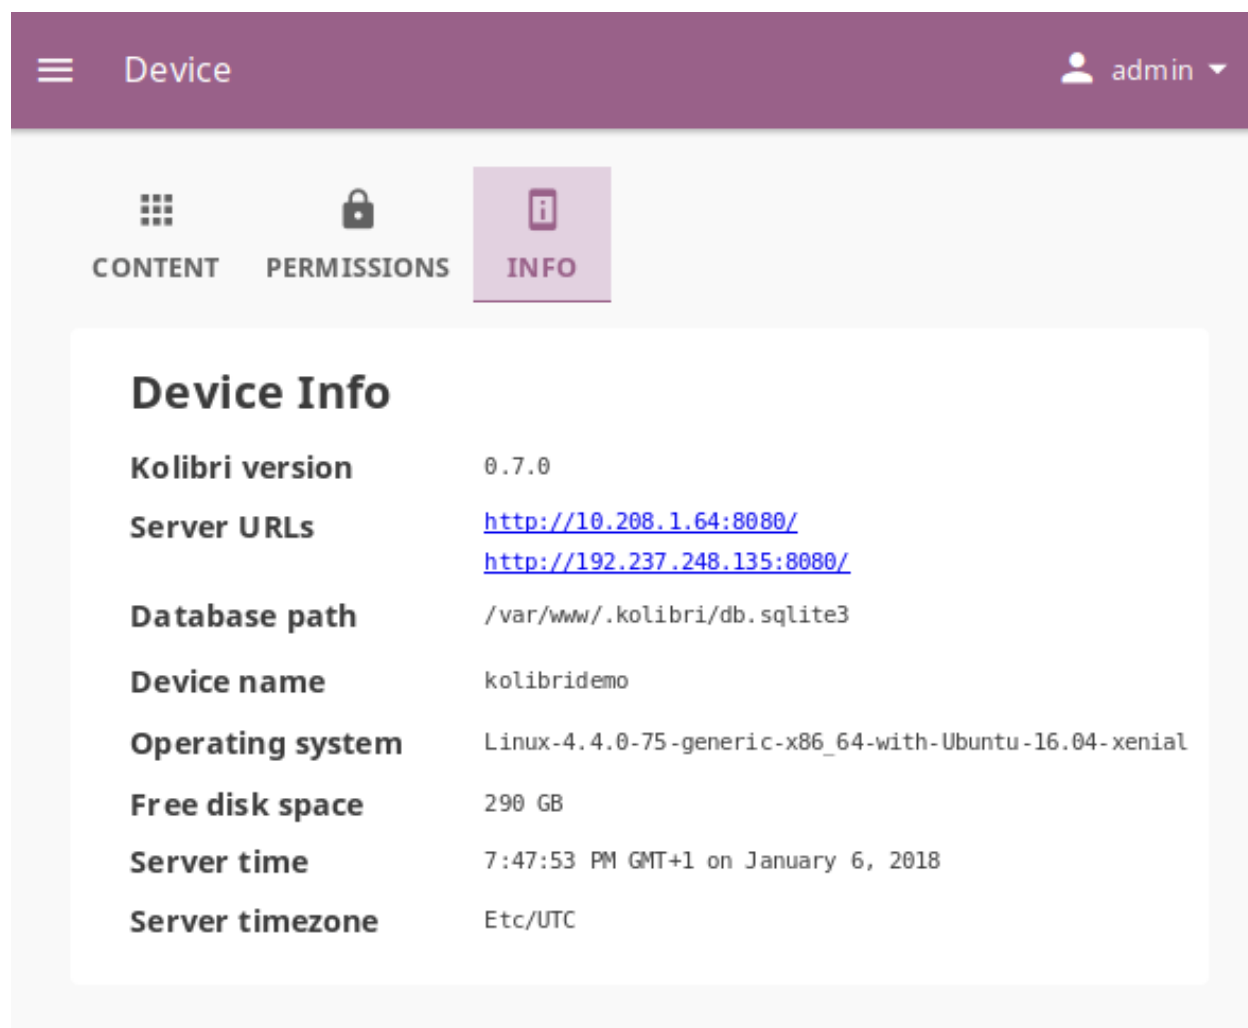 Device
admin
CONTENT PERMISSIONS INFO
Device Info
Kolibri version 0.7.0
Server URLs http://10.208.1.64:8080/
http://192.237.248.135:8080/
Database path /var/www/.kolibri/db.sqlite3
Device name kolibridemo
Operating system Linux-4.4.0-75-generic-x86_64-with-Ubuntu-16.04-xenial
Free disk space 290 GB
Server time 7:47:53 PM GMT+1 on January 6, 2018
Server timezone Etc/UTC